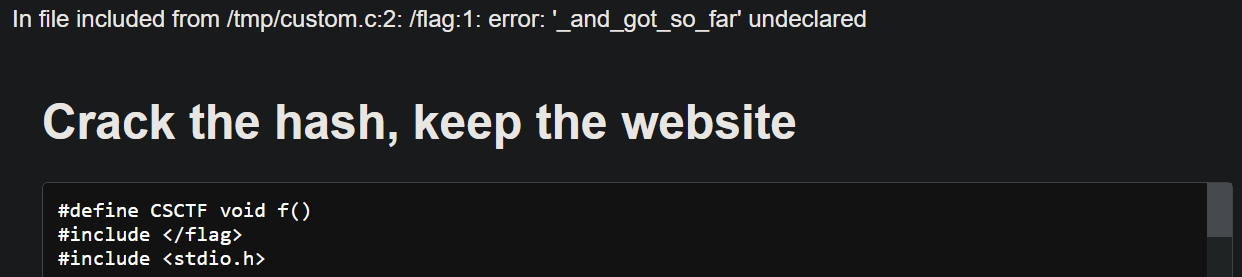 In file included from /tmp/custom.c:2: /flag:1: error: '_and_got_so_far' undeclared
Crack the hash, keep the website
#define CSCTF void f()
#include </flag>
#include <stdio.h>